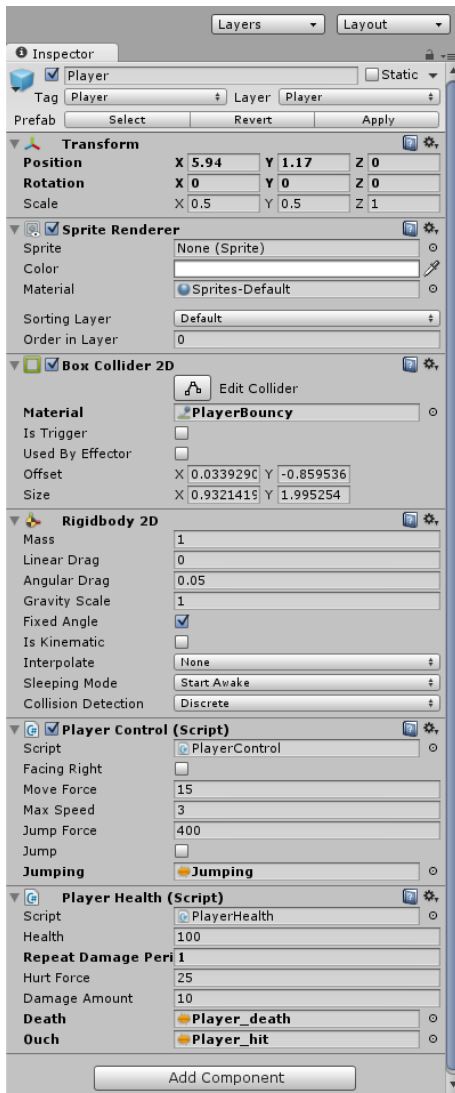 Layers Layout
Inspector
Player Static
Tag Player Layer Player
Prefab Select Revert Apply
Transform
Position X 5.94 Y 1.17 Z 0
Rotation X 0 Y 0 Z 0
Scale X 0.5 Y 0.5 Z 1
Sprite Renderer
Sprite None (Sprite)
Color
Material Sprites-Default
Sorting Layer Default
Order in Layer 0
Box Collider 2D
Edit Collider
Material PlayerBouncy
Is Trigger
Used By Effector
Offset X 0.033929C Y -0.859536
Size X 0.9321419 Y 1.995254
Rigidbody 2D
Mass 1
Linear Drag 0
Angular Drag 0.05
Gravity Scale 1
Fixed Angle
Is Kinematic
Interpolate None
Sleeping Mode Start Awake
Collision Detection Discrete
Player Control (Script)
Script PlayerControl
Facing Right
Move Force 15
Max Speed 3
Jump Force 400
Jump
Jumping Jumping
Player Health (Script)
Script PlayerHealth
Health 100
Repeat Damage Peri 1
Hurt Force 25
Damage Amount 10
Death Player_death
Ouch Player_hit
Add Component